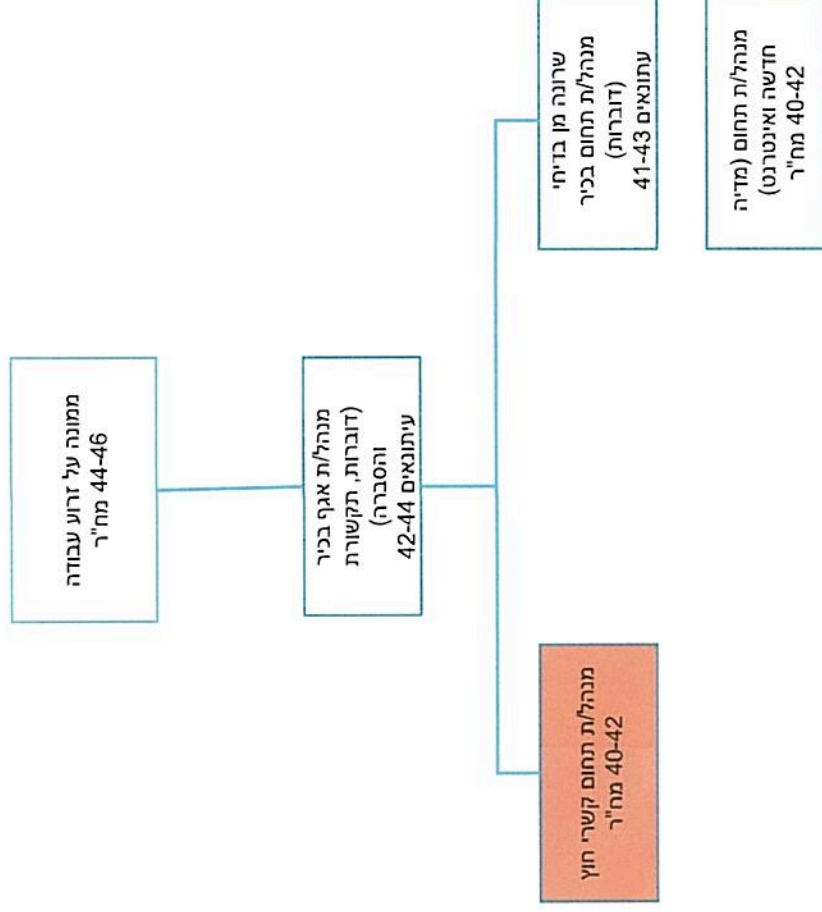 ממונה על זרוע עבודה
44-46 מח"ר
מנהל/ת אגף בכיר
(דוברות, תקשורת
והסברה)
עיתונאים 42-44
שרונה מן בדיחי
מנהל/ת תחום בכיר
(דוברות)
עתונאים 41-43
מנהל/ת תחום (מדיה
חדשה ואינטרנט)
40-42 מח"ר
מנהל/ת תחום קשרי חוץ
40-42 מח"ר